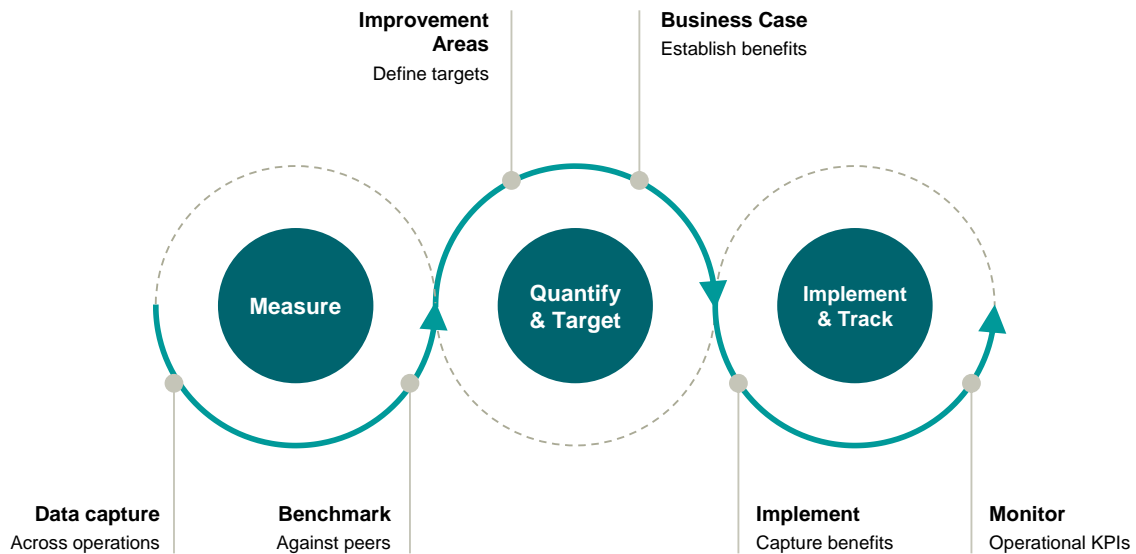 Improvement
Areas
Define targets
Business Case
Establish benefits
Measure
Quantify
& Target
Implement
& Track
Data capture
Across operations
Benchmark
Against peers
Implement
Capture benefits
Monitor
Operational KPIs